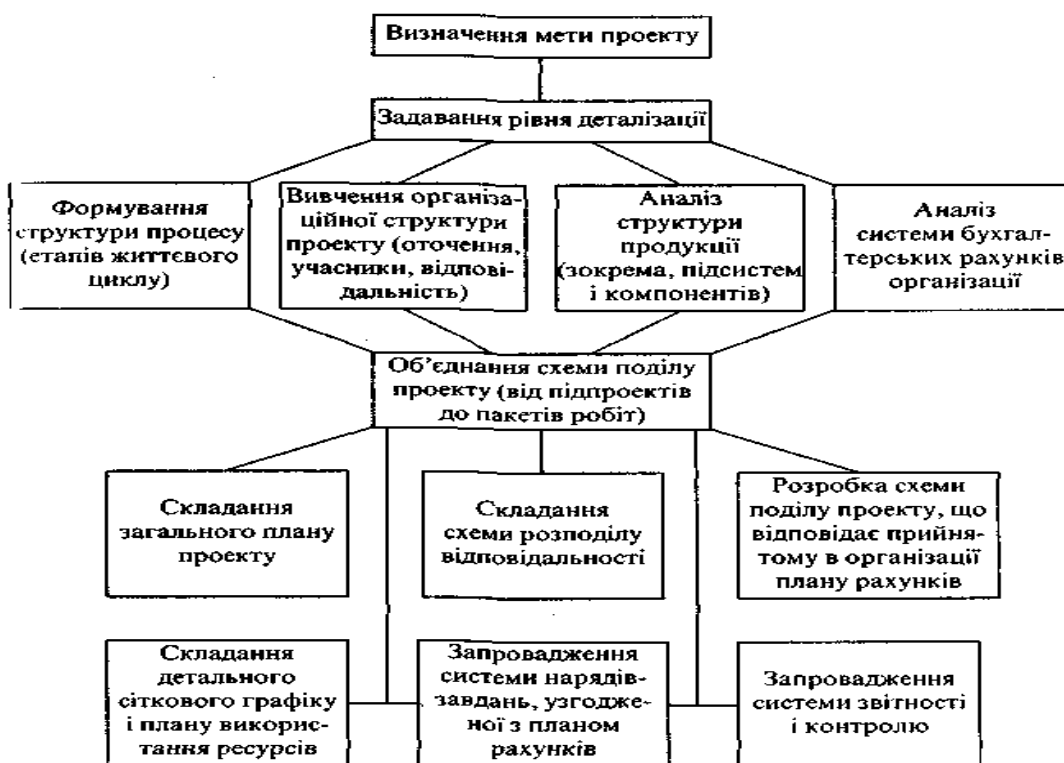 Визначення мети проекту
Задавання рівня деталізації
Формування
структури процесу
(етапів життєвого
циклу)
Вивчення організа-
ційної структури
проекту (оточення,
учасники, відпові-
дальність)
Аналіз
структури
продукції
(зокрема, підсистем
і компонентів)
Аналіз
системи бухгал-
терських рахунків
організації
Об’єднання схеми поділу
проекту (від підпроектів
до пакетів робіт)
Складання
загального плану
проекту
Складання
схеми розподілу
відповідальності
Розробка схеми
поділу проекту, що
відповідає прийня-
тому в організації
плану рахунків
Складання
детального
сіткового графіку
і плану викорис-
тання ресурсів
Запровадження
системи нарядів-
завдань, узгодже-
ної з планом
рахунків
Запровадження
системи звітності
і контролю